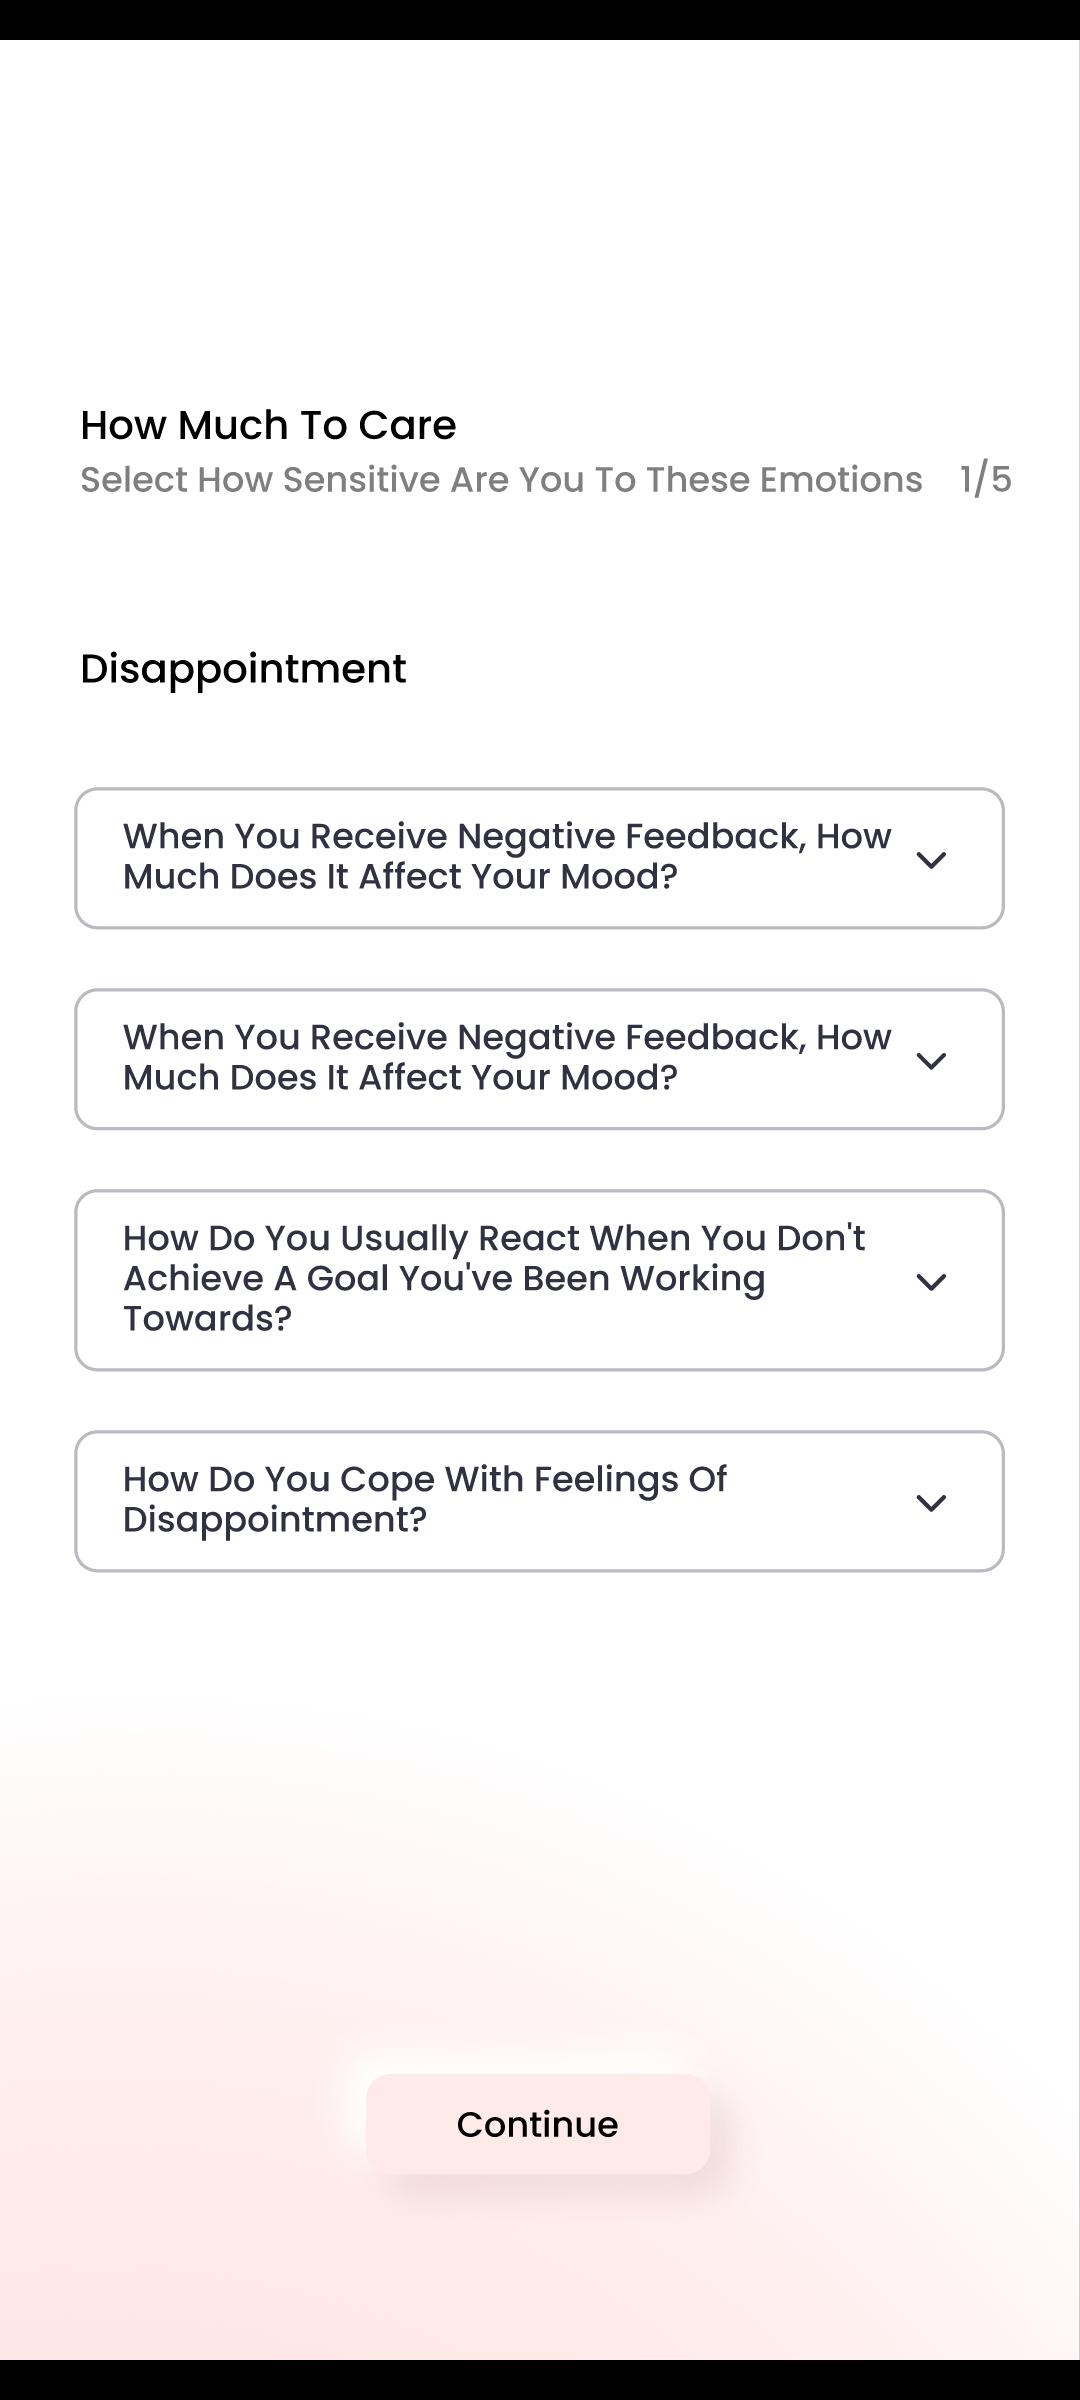 How Much To Care
Select How Sensitive Are You To These Emotions 1/5
Disappointment
When You Receive Negative Feedback, How
Much Does It Affect Your Mood?
When You Receive Negative Feedback, How
Much Does It Affect Your Mood?
How Do You Usually React When You Don't
Achieve A Goal You've Been Working
Towards?
How Do You Cope With Feelings Of
Disappointment?
Continue